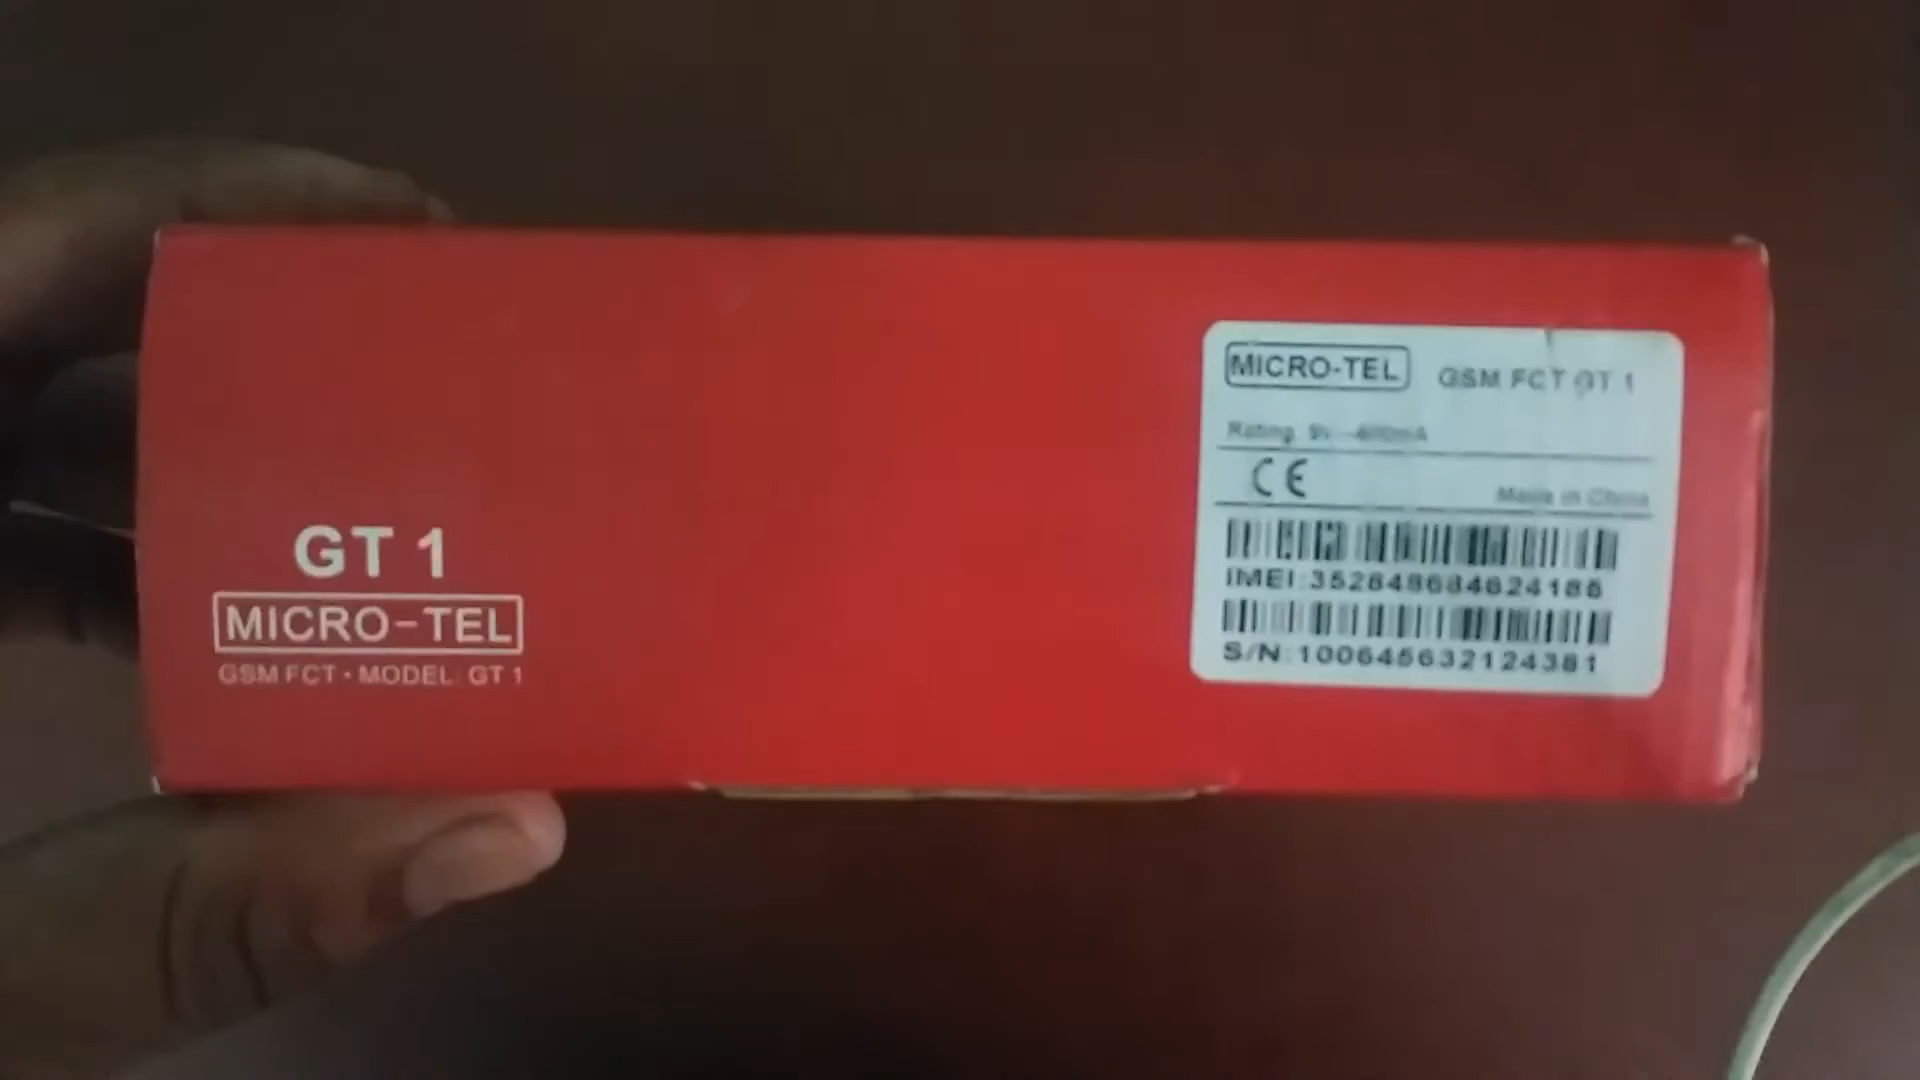 GT 1
MICRO-TEL
GSM FCT • MODEL: GT 1
MICRO-TEL GSM FCT GT 1
Rating
CE Made in China
IMEI:
S/N:100645632124381